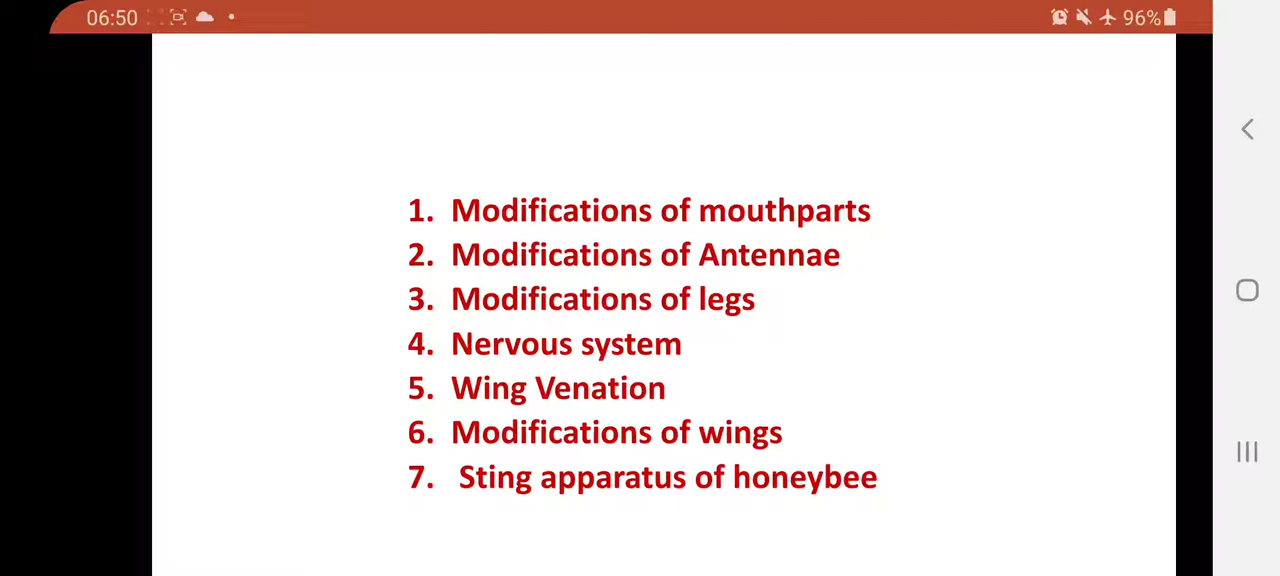 06:50
96%
1. Modifications of mouthparts
2. Modifications of Antennae
3. Modifications of legs
4. Nervous system
5. Wing Venation
6. Modifications of wings
7. Sting apparatus of honeybee